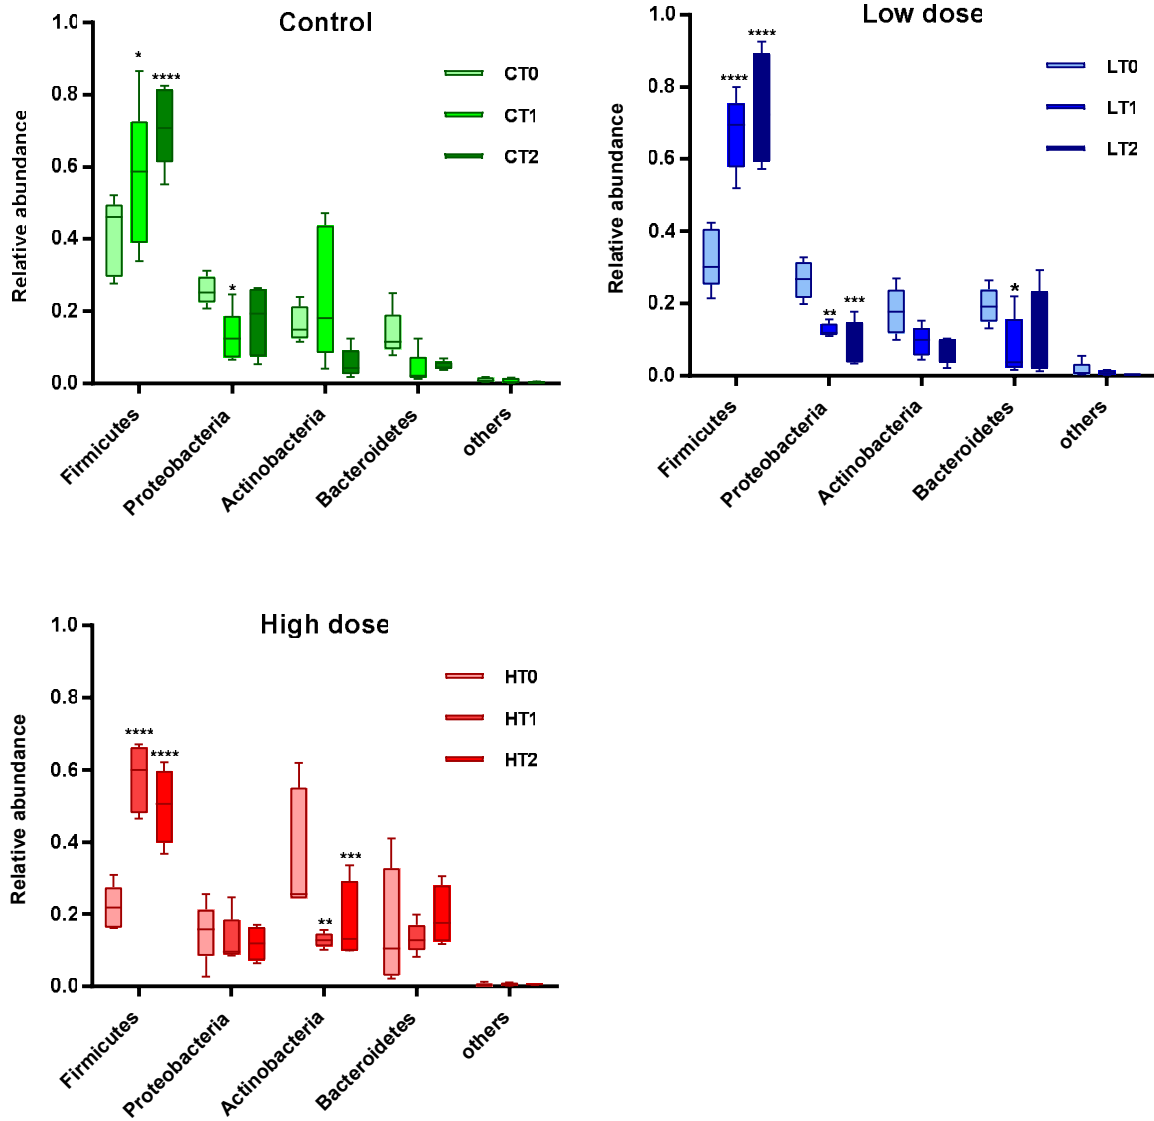 Control
Relative abundance
1.0
0.8
0.6
0.4
0.2
0.0
*
****
*
CT0
CT1
CT2
Firmicutes
Proteobacteria
Actinobacteria
Bacteroidetes
others
Low dose
Relative abundance
1.0
0.8
0.6
0.4
0.2
0.0
****
****
**
***
*
LT0
LT1
LT2
Firmicutes
Proteobacteria
Actinobacteria
Bacteroidetes
others
High dose
Relative abundance
1.0
0.8
0.6
0.4
0.2
0.0
****
****
**
***
HT0
HT1
HT2
Firmicutes
Proteobacteria
Actinobacteria
Bacteroidetes
others